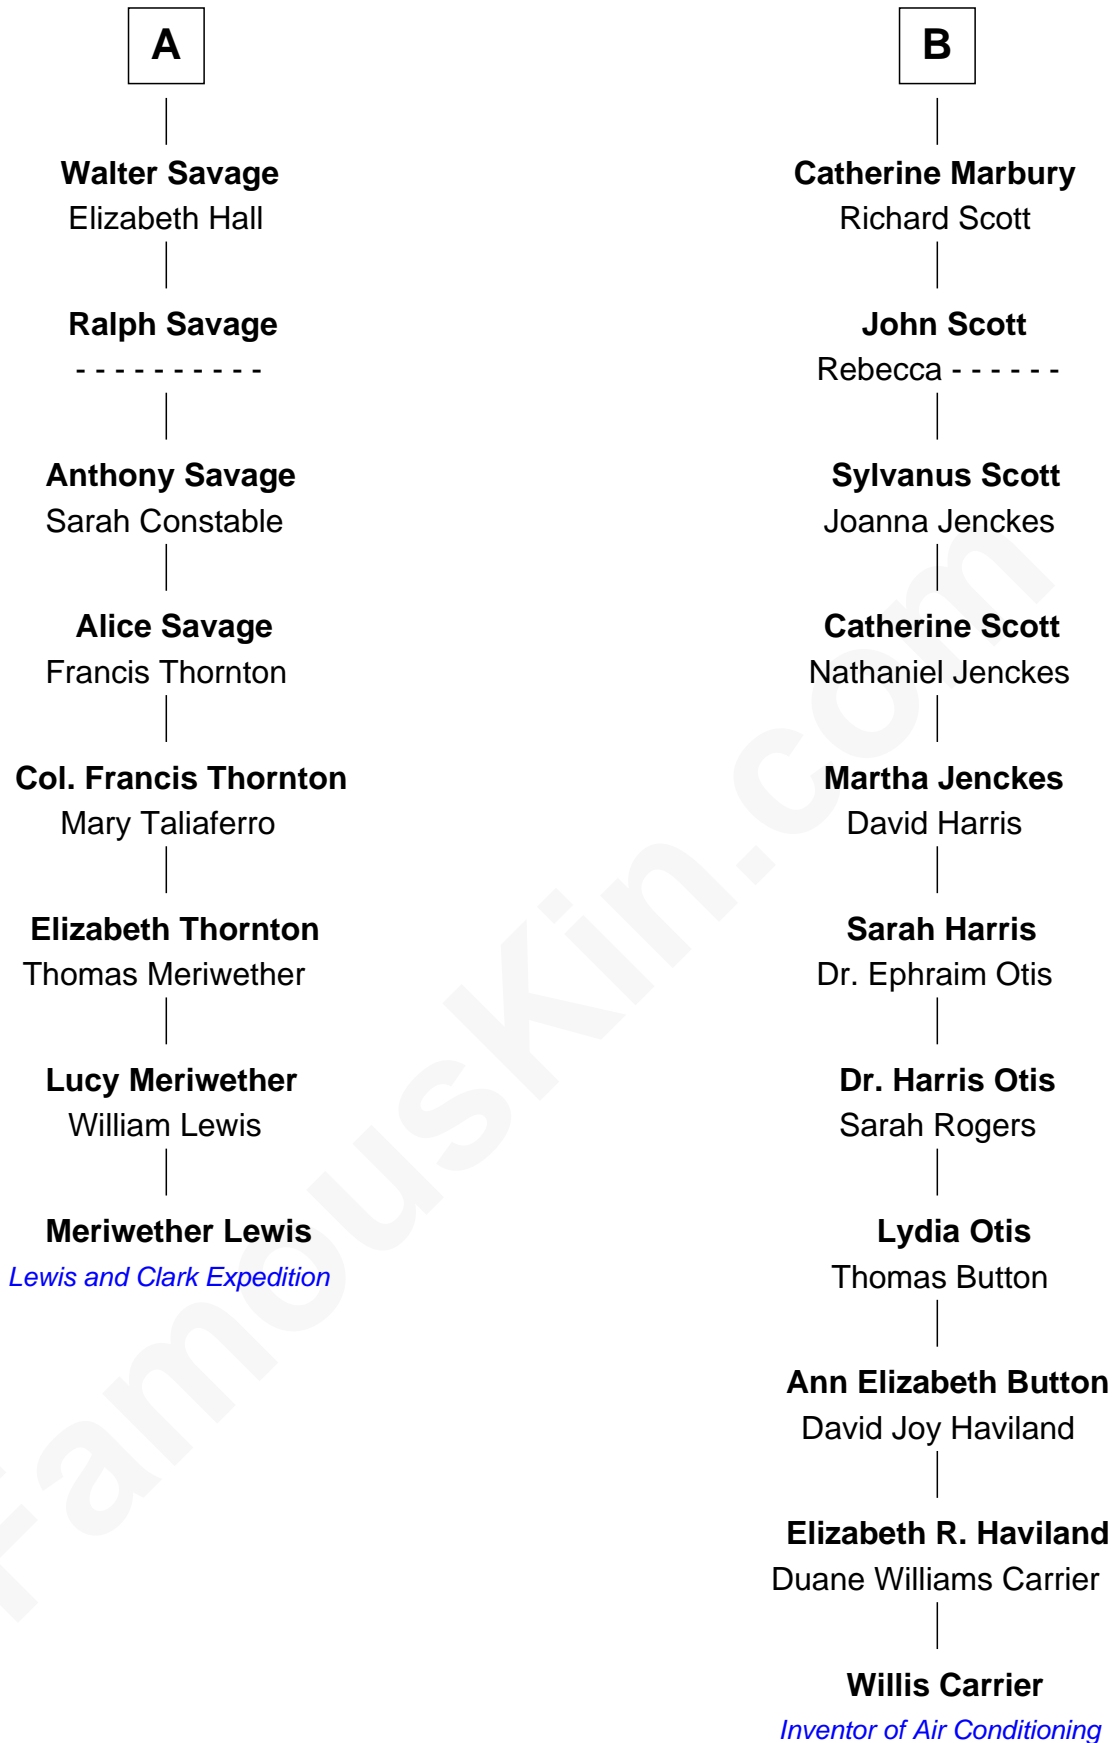 A
Walter Savage
Elizabeth Hall
Ralph Savage
- - - - - - - - - -
Anthony Savage
Sarah Constable
Alice Savage
Francis Thornton
Col. Francis Thornton
Mary Taliaferro
Elizabeth Thornton
Thomas Meriwether
Lucy Meriwether
William Lewis
Meriwether Lewis
Lewis and Clark Expedition
B
Catherine Marbury
Richard Scott
John Scott
Rebecca - - - - - -
Sylvanus Scott
Joanna Jenckes
Catherine Scott
Nathaniel Jenckes
Martha Jenckes
David Harris
Sarah Harris
Dr. Ephraim Otis
Dr. Harris Otis
Sarah Rogers
Lydia Otis
Thomas Button
Ann Elizabeth Button
David Joy Haviland
Elizabeth R. Haviland
Duane Williams Carrier
Willis Carrier
Inventor of Air Conditioning
FamousKin.com